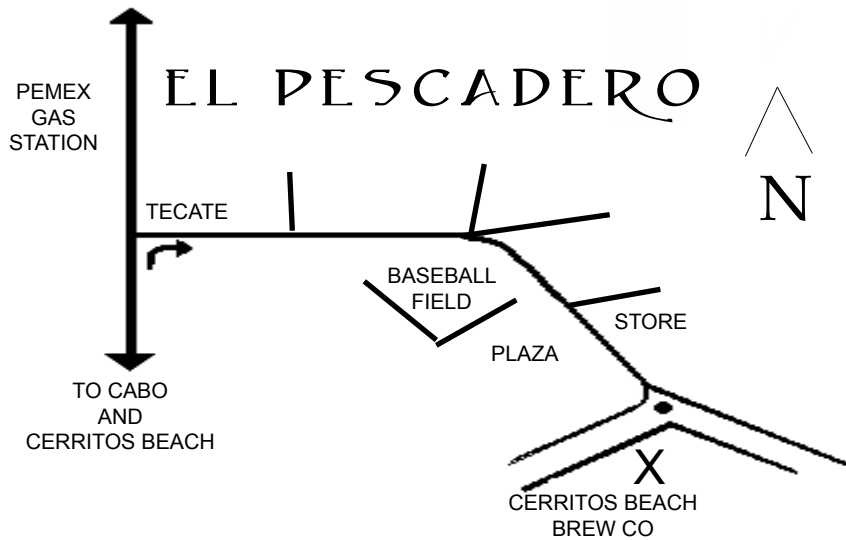 EL PESCADERO
PEMEX
GAS
STATION
N
TECATE
BASEBALL
FIELD
STORE
PLAZA
TO CABO
AND
CERRITOS BEACH
X
CERRITOS BEACH
BREW CO